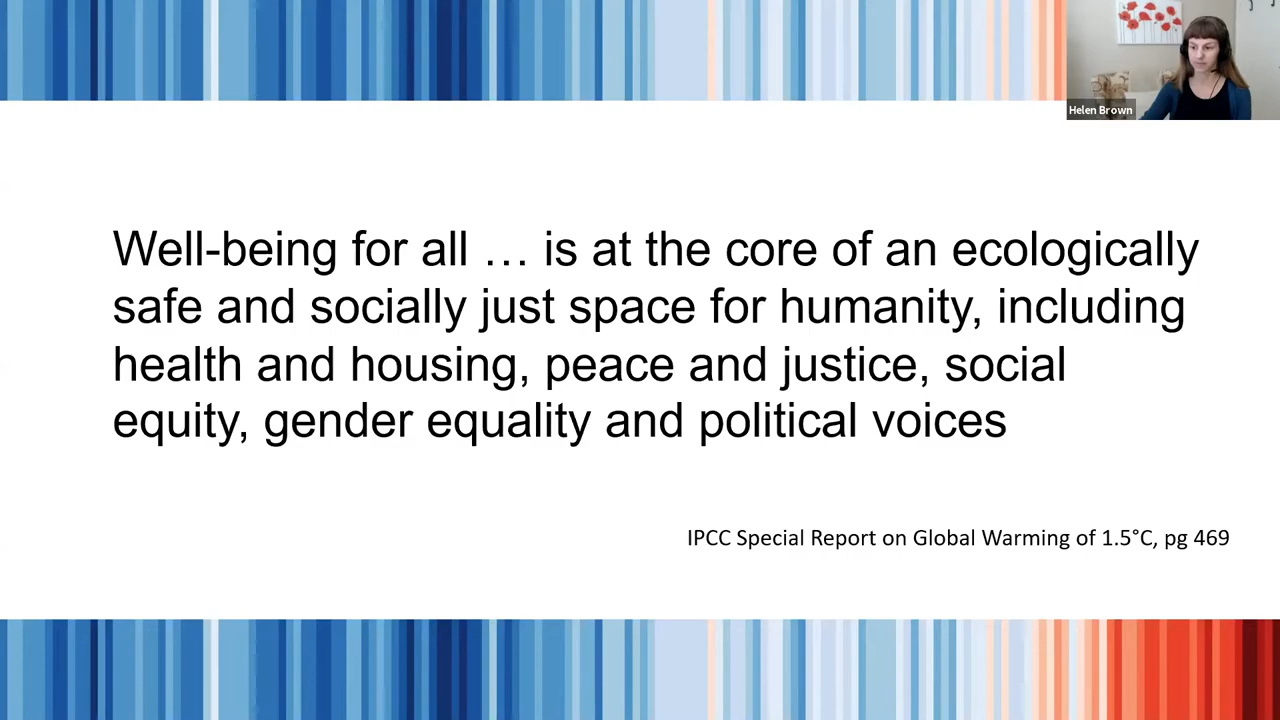 Helen Brown
Well-being for all … is at the core of an ecologically
safe and socially just space for humanity, including
health and housing, peace and justice, social
equity, gender equality and political voices
IPCC Special Report on Global Warming of 1.5°C, pg 469